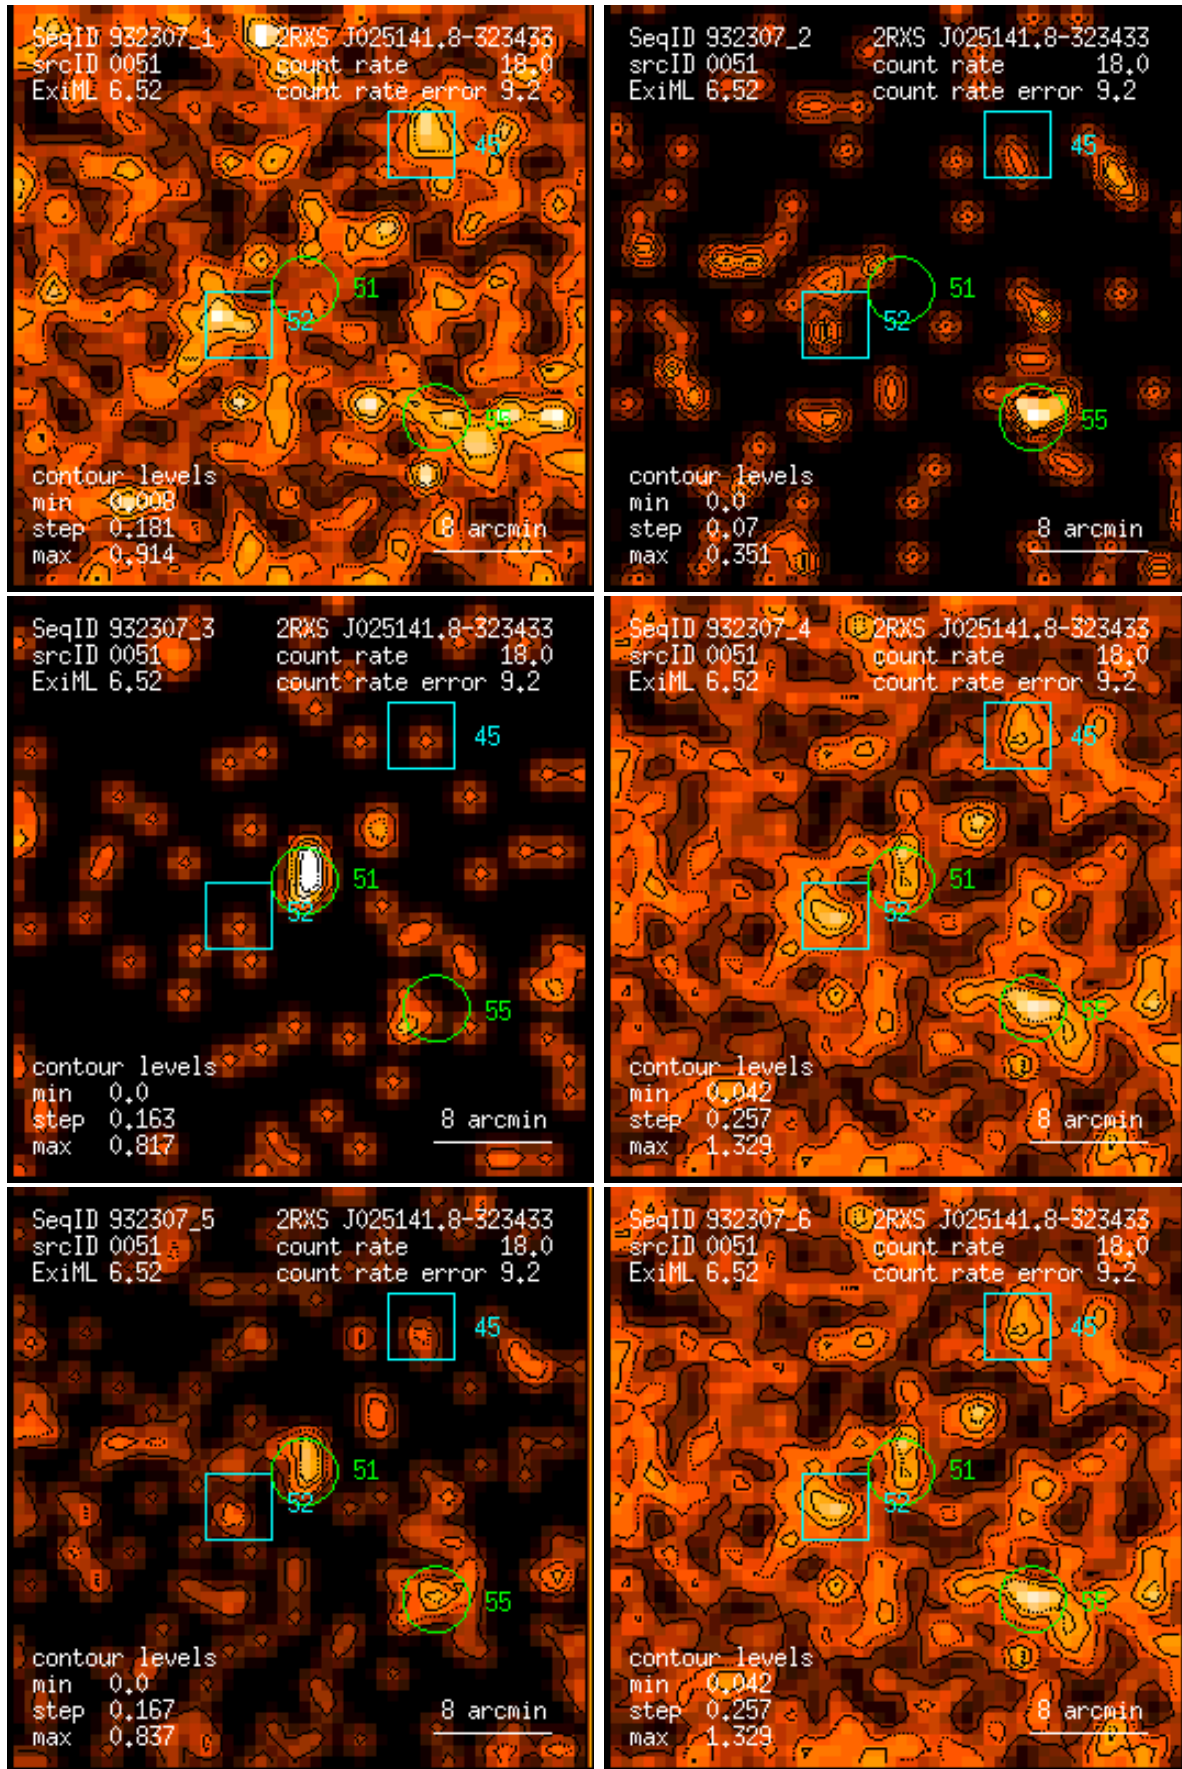 SeqID 932307_1 2RXS J025141.8-323433
srcID 0051 count rate 18.0
ExiML 6.52 count rate error 9.2
45
51
52
55
contour levels
min 0.008
step 0.181 8 arcmin
max 0.914
SeqID 932307_2 2RXS J025141.8-323433
srcID 0051 count rate 18.0
ExiML 6.52 count rate error 9.2
45
51
52
55
contour levels
min 0.0
step 0.07 8 arcmin
max 0.351
SeqID 932307_3 2RXS J025141.8-323433
srcID 0051 count rate 18.0
ExiML 6.52 count rate error 9.2
45
51
52
55
contour levels
min 0.0
step 0.163 8 arcmin
max 0.817
SeqID 932307_4 2RXS J025141.8-323433
srcID 0051 count rate 18.0
ExiML 6.52 count rate error 9.2
45
51
52
55
contour levels
min 0.042
step 0.257 8 arcmin
max 1.329
SeqID 932307_5 2RXS J025141.8-323433
srcID 0051 count rate 18.0
ExiML 6.52 count rate error 9.2
45
51
52
55
contour levels
min 0.0
step 0.167 8 arcmin
max 0.837
SeqID 932307_6 2RXS J025141.8-323433
srcID 0051 count rate 18.0
ExiML 6.52 count rate error 9.2
45
51
52
55
contour levels
min 0.042
step 0.257 8 arcmin
max 1.329